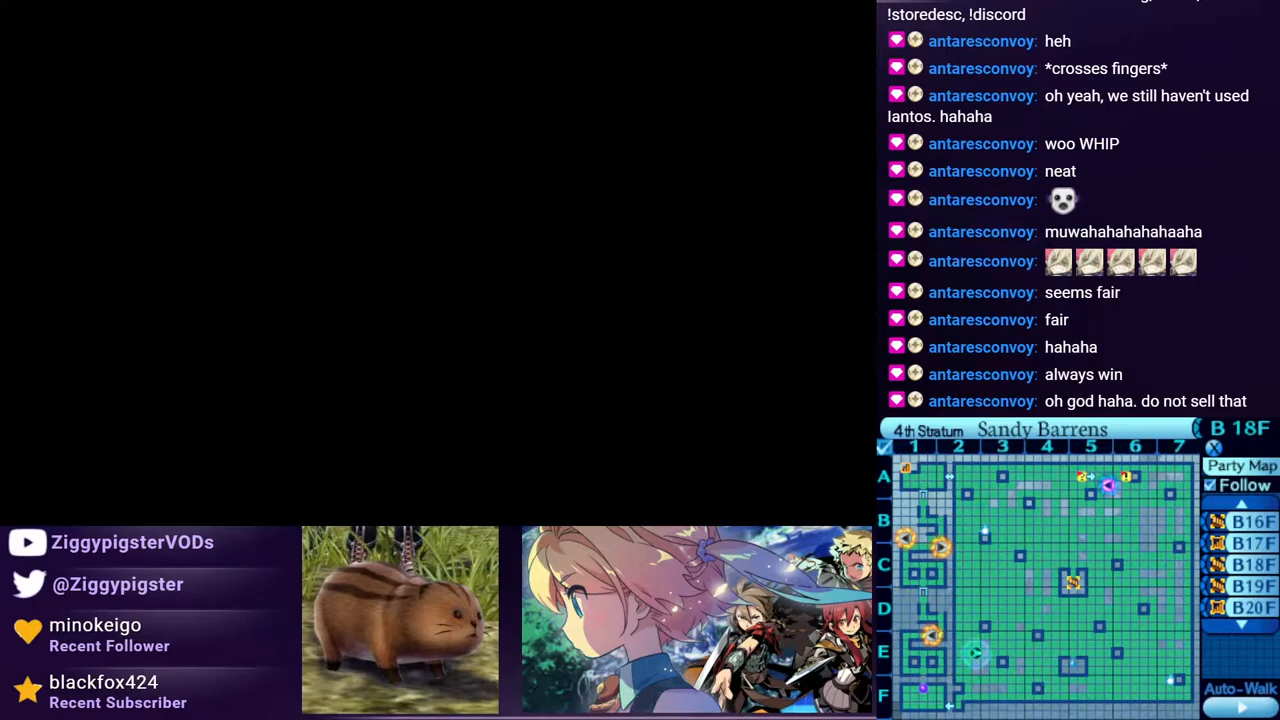 !storedesc, !discord
antaresconvoy: heh
antaresconvoy: *crosses fingers*
antaresconvoy: oh yeah, we still haven't used
Iantos. hahaha
antaresconvoy: woo WHIP
antaresconvoy: neat
antaresconvoy:
antaresconvoy: muwahahahahahaaha
antaresconvoy:
antaresconvoy: seems fair
antaresconvoy: fair
antaresconvoy: hahaha
antaresconvoy: always win
antaresconvoy: oh god haha. do not sell that
4th Stratum Sandy Barrens B 18F
1 2 3 4 5 6 7 X
A
B
C
D
E
F
Party Map
Follow
B16F
B17F
B18F
B19F
B20F
Auto-Walk
ZiggypigsterVODs
@Ziggypigster
minokeigo
Recent Follower
blackfox424
Recent Subscriber